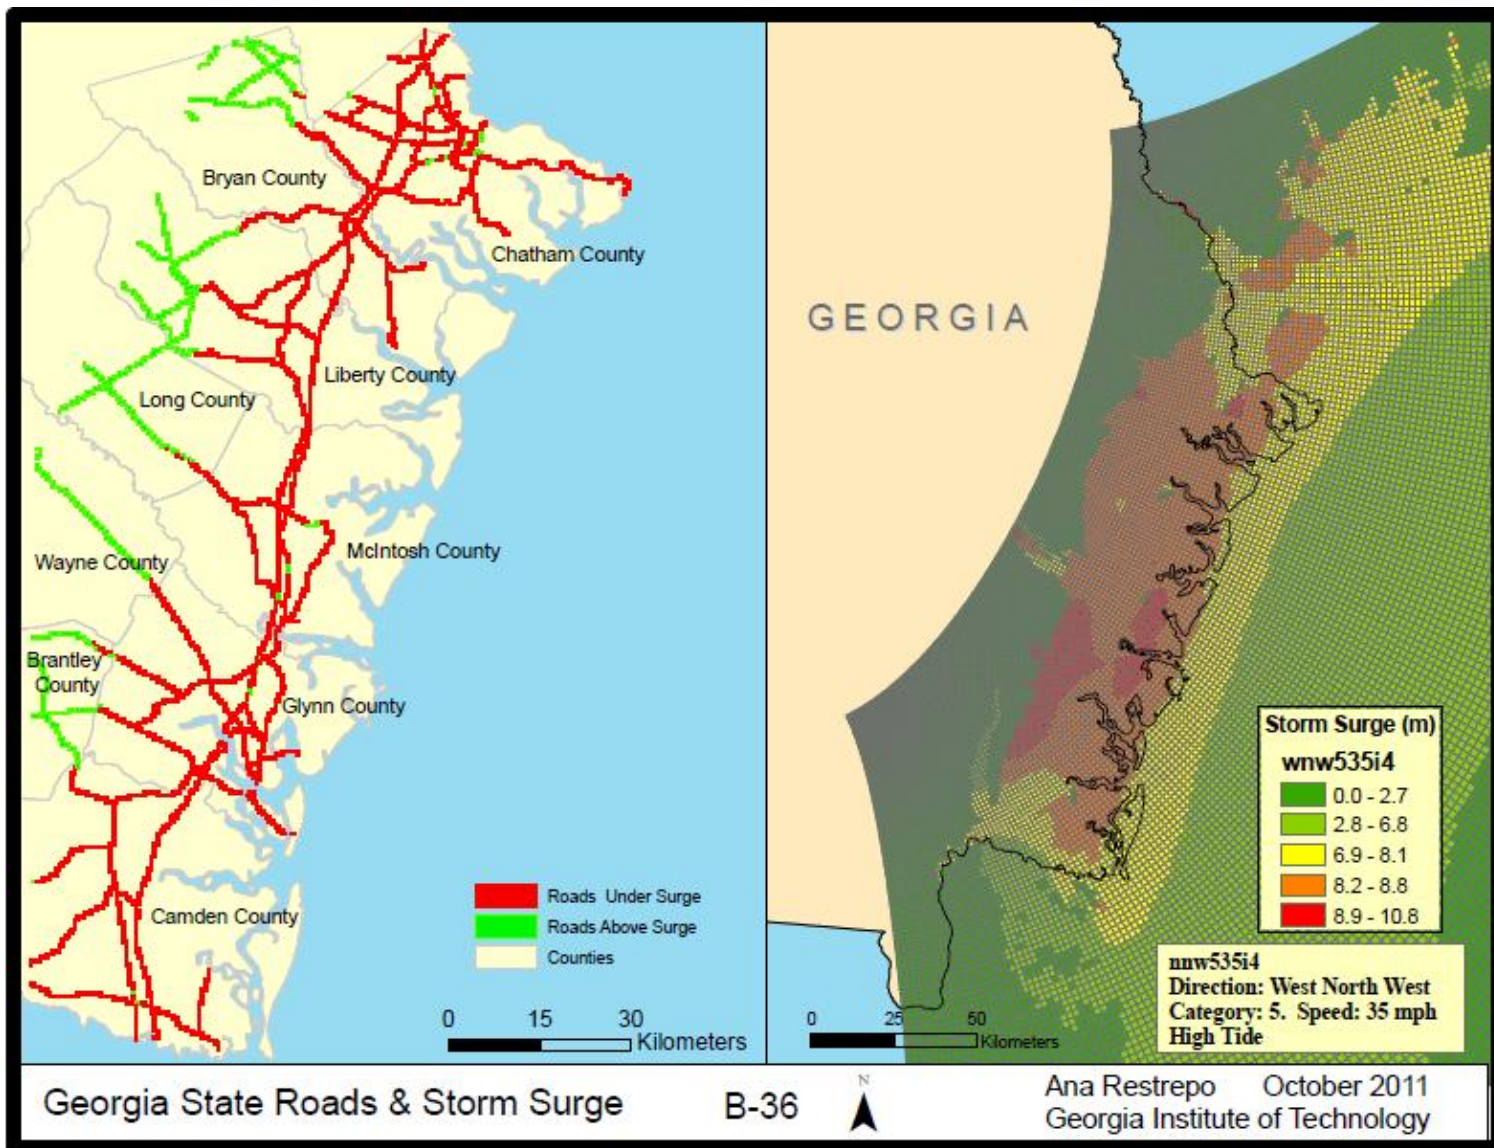 Bryan County
Chatham County
Liberty County
Long County
McIntosh County
Wayne County
Brantley
County
Glynn County
Camden County
Roads Under Surge
Roads Above Surge
Counties
0 15 30
Kilometers
GEORGIA
Storm Surge (m)
wnw535i4
0.0 - 2.7
2.8 - 6.8
6.9 - 8.1
8.2 - 8.8
8.9 - 10.8
nnw535i4
Direction: West North West
Category: 5. Speed: 35 mph
High Tide
0 25 50
Kilometers
Georgia State Roads & Storm Surge
B-36
N
Ana Restrepo October 2011
Georgia Institute of Technology